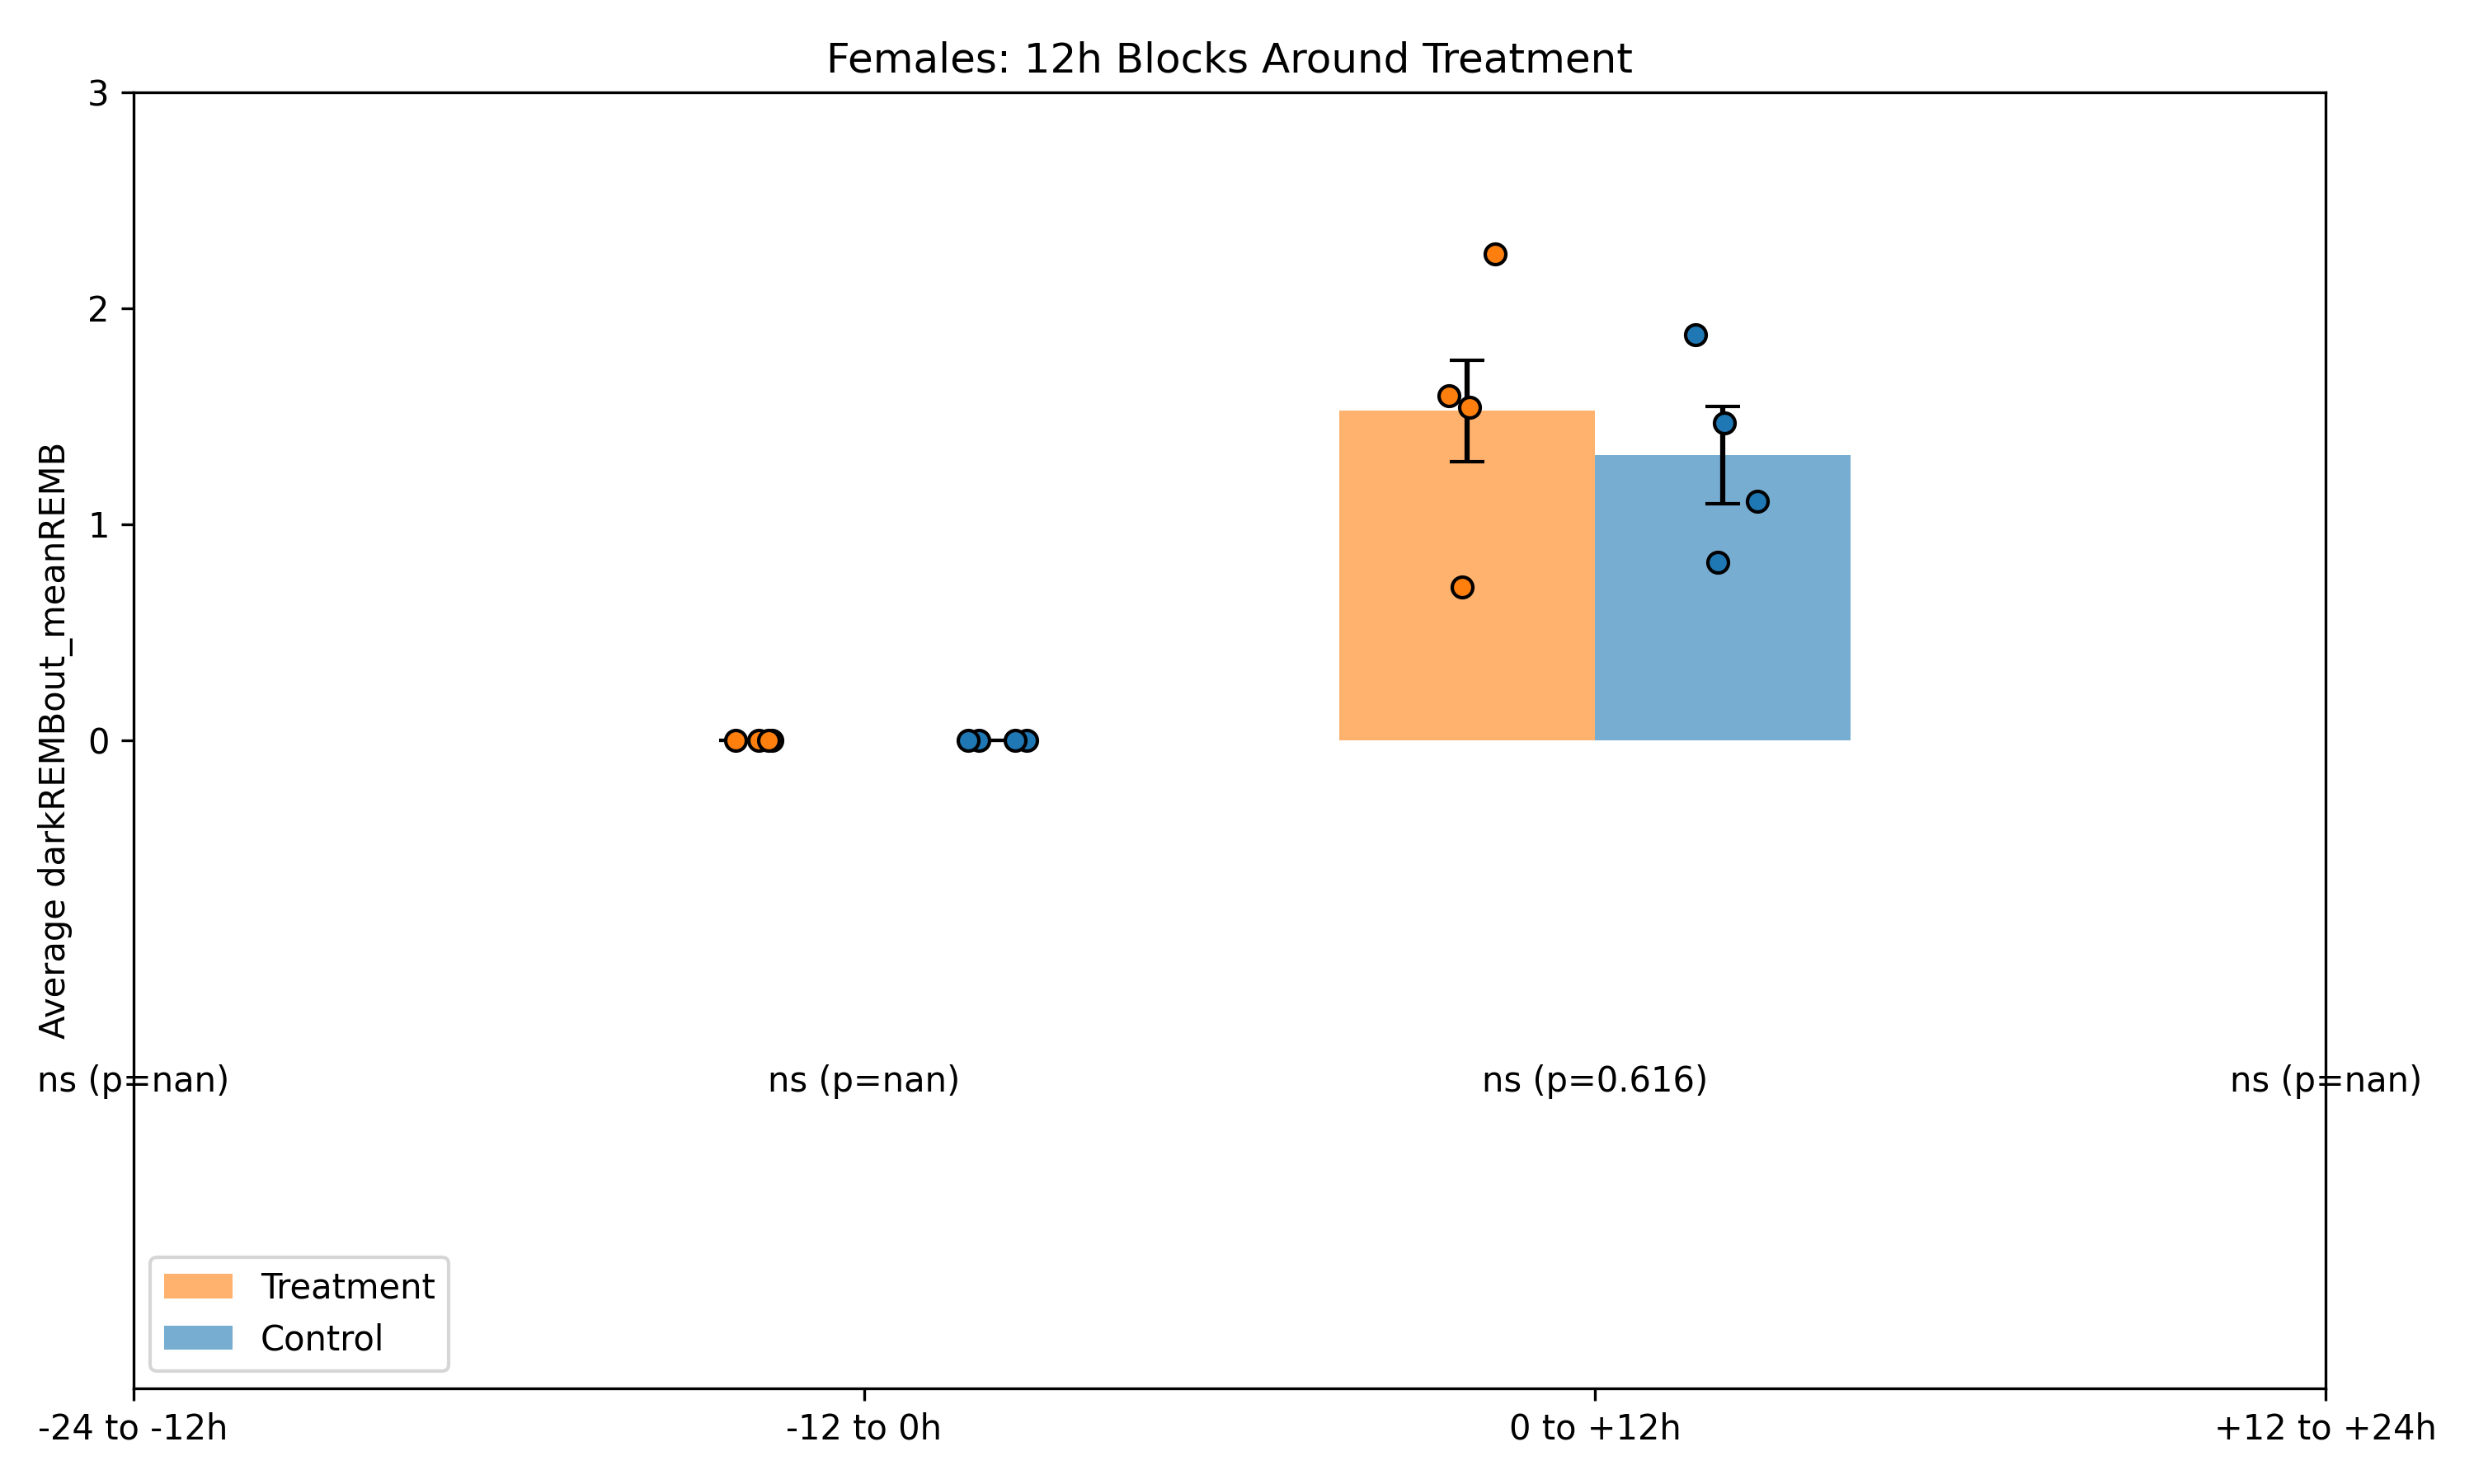 Females: 12h Blocks Around Treatment
3
2
1
0
Average darkREMBout_meanREMB
ns (p=nan)
ns (p=nan)
ns (p=0.616)
ns (p=nan)
Treatment
Control
-24 to -12h
-12 to 0h
0 to +12h
+12 to +24h